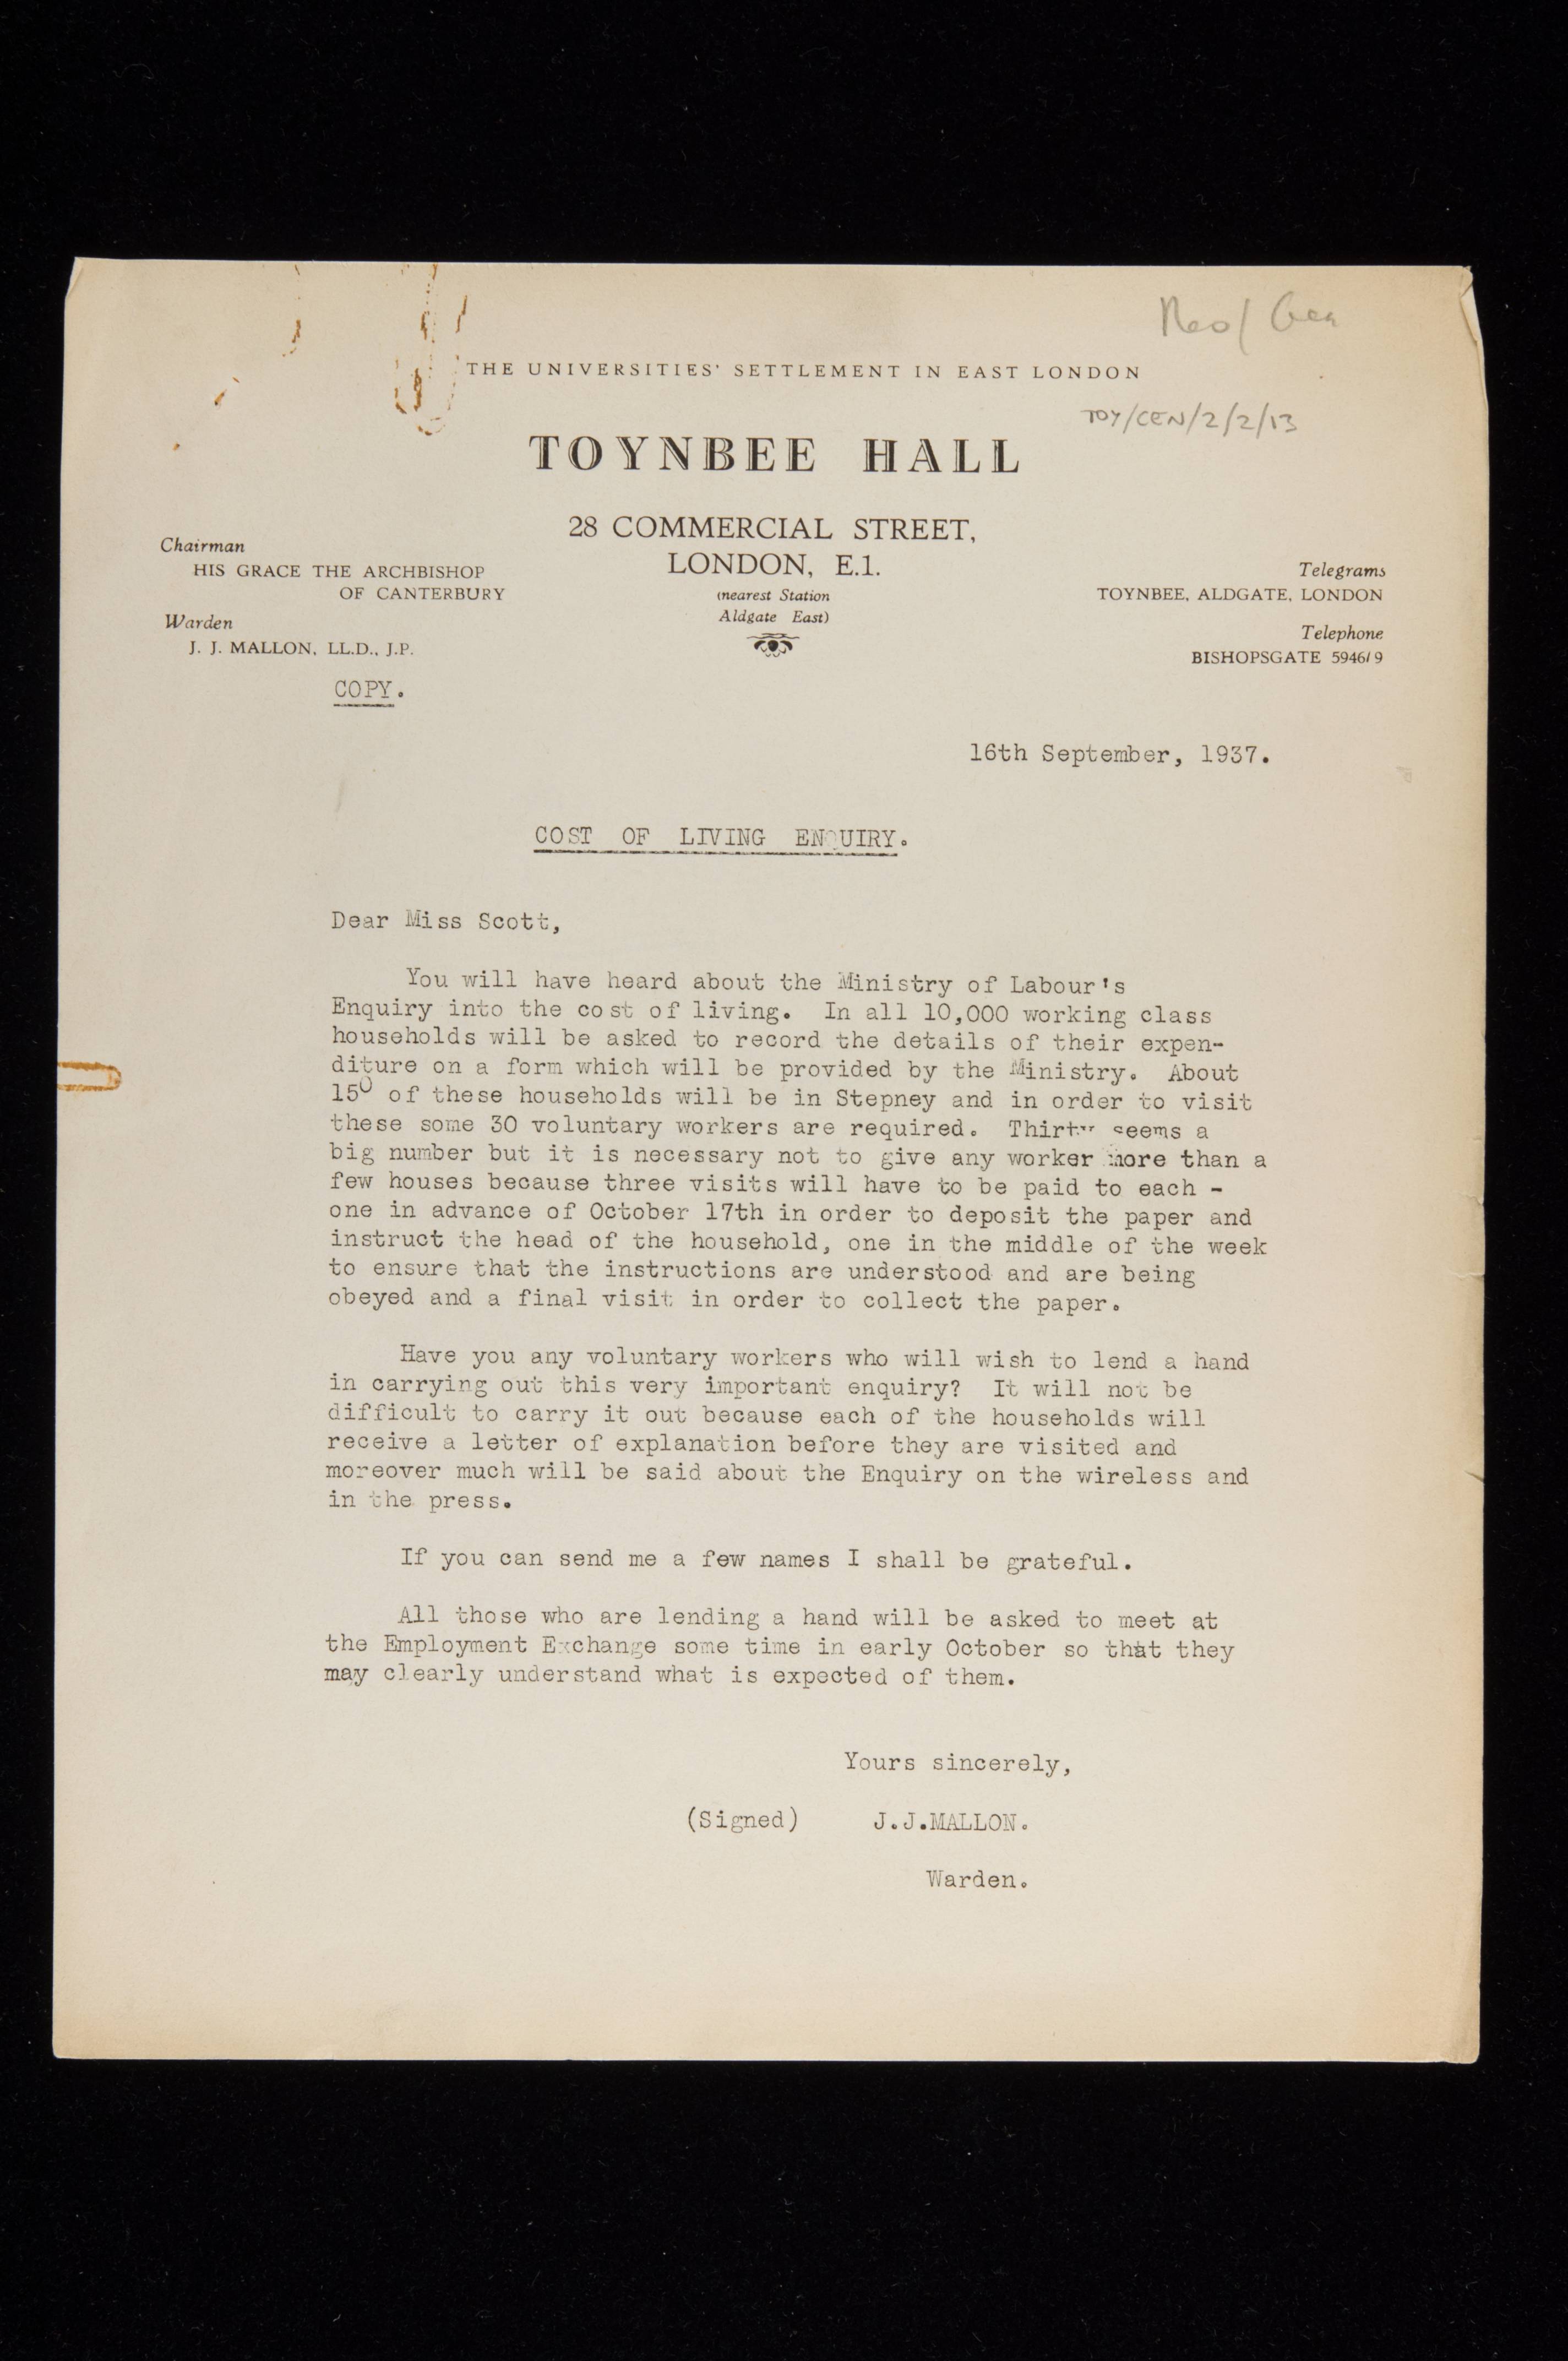 THE UNIVERSITIES' SETTLEMENT IN EAST LONDON
TOY/CEN/2/2/13
TOYNBEE HALL
28 COMMERCIAL STREET,
LONDON, E.1.
(nearest Station
Aldgate East)
Chairman
HIS GRACE THE ARCHBISHOP
OF CANTERBURY
Warden
J. J. MALLON, LL.D., J.P.
Telegrams
TOYNBEE, ALDGATE, LONDON
Telephone
BISHOPSGATE 5946/9
COPY.
16th September, 1937.
COST OF LIVING ENQUIRY.
Dear Miss Scott,
You will have heard about the Ministry of Labour's
Enquiry into the cost of living. In all 10,000 working class
households will be asked to record the details of their expen-
diture on a form which will be provided by the Ministry. About
150 of these households will be in Stepney and in order to visit
these some 30 voluntary workers are required. Thirty seems a
big number but it is necessary not to give any worker more than a
few houses because three visits will have to be paid to each -
one in advance of October 17th in order to deposit the paper and
instruct the head of the household, one in the middle of the week
to ensure that the instructions are understood and are being
obeyed and a final visit in order to collect the paper.
Have you any voluntary workers who will wish to lend a hand
in carrying out this very important enquiry? It will not be
difficult to carry it out because each of the households will
receive a letter of explanation before they are visited and
moreover much will be said about the Enquiry on the wireless and
in the press.
If you can send me a few names I shall be grateful.
All those who are lending a hand will be asked to meet at
the Employment Exchange some time in early October so that they
may clearly understand what is expected of them.
Yours sincerely,
(Signed) J.J.MALLON.
Warden.